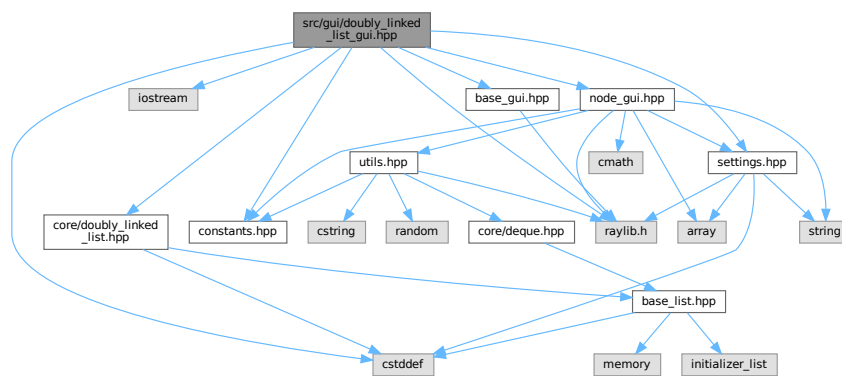 src/gui/doubly_linked
_list_gui.hpp
iostream
base_gui.hpp
node_gui.hpp
utils.hpp
cmath
settings.hpp
core/doubly_linked
_list.hpp
constants.hpp
cstring
random
core/deque.hpp
raylib.h
array
string
base_list.hpp
cstddef
memory
initializer_list